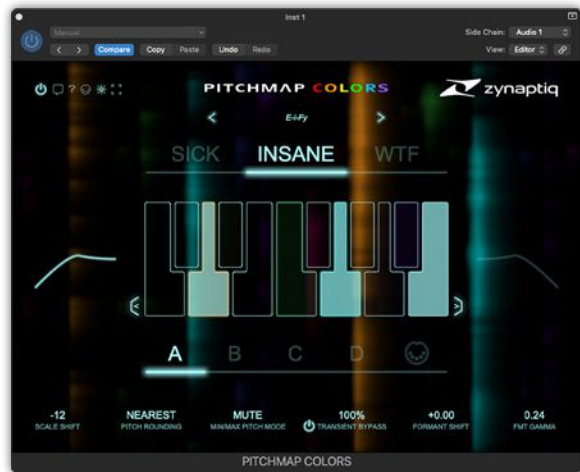 Inst 1
Manual
Side Chain: Audio 1
Compare Copy Paste Undo Redo
View: Editor
?
PITCHMAP COLORS
zynaptiq
<
>
SICK INSANE WTF
< >
A B C D
-12 NEAREST MUTE 100% +0.00 0.24
SCALE SHIFT PITCH ROUNDING MIN/MAX PITCH MODE TRANSIENT BYPASS FORMANT SHIFT FMT GAMMA
PITCHMAP COLORS